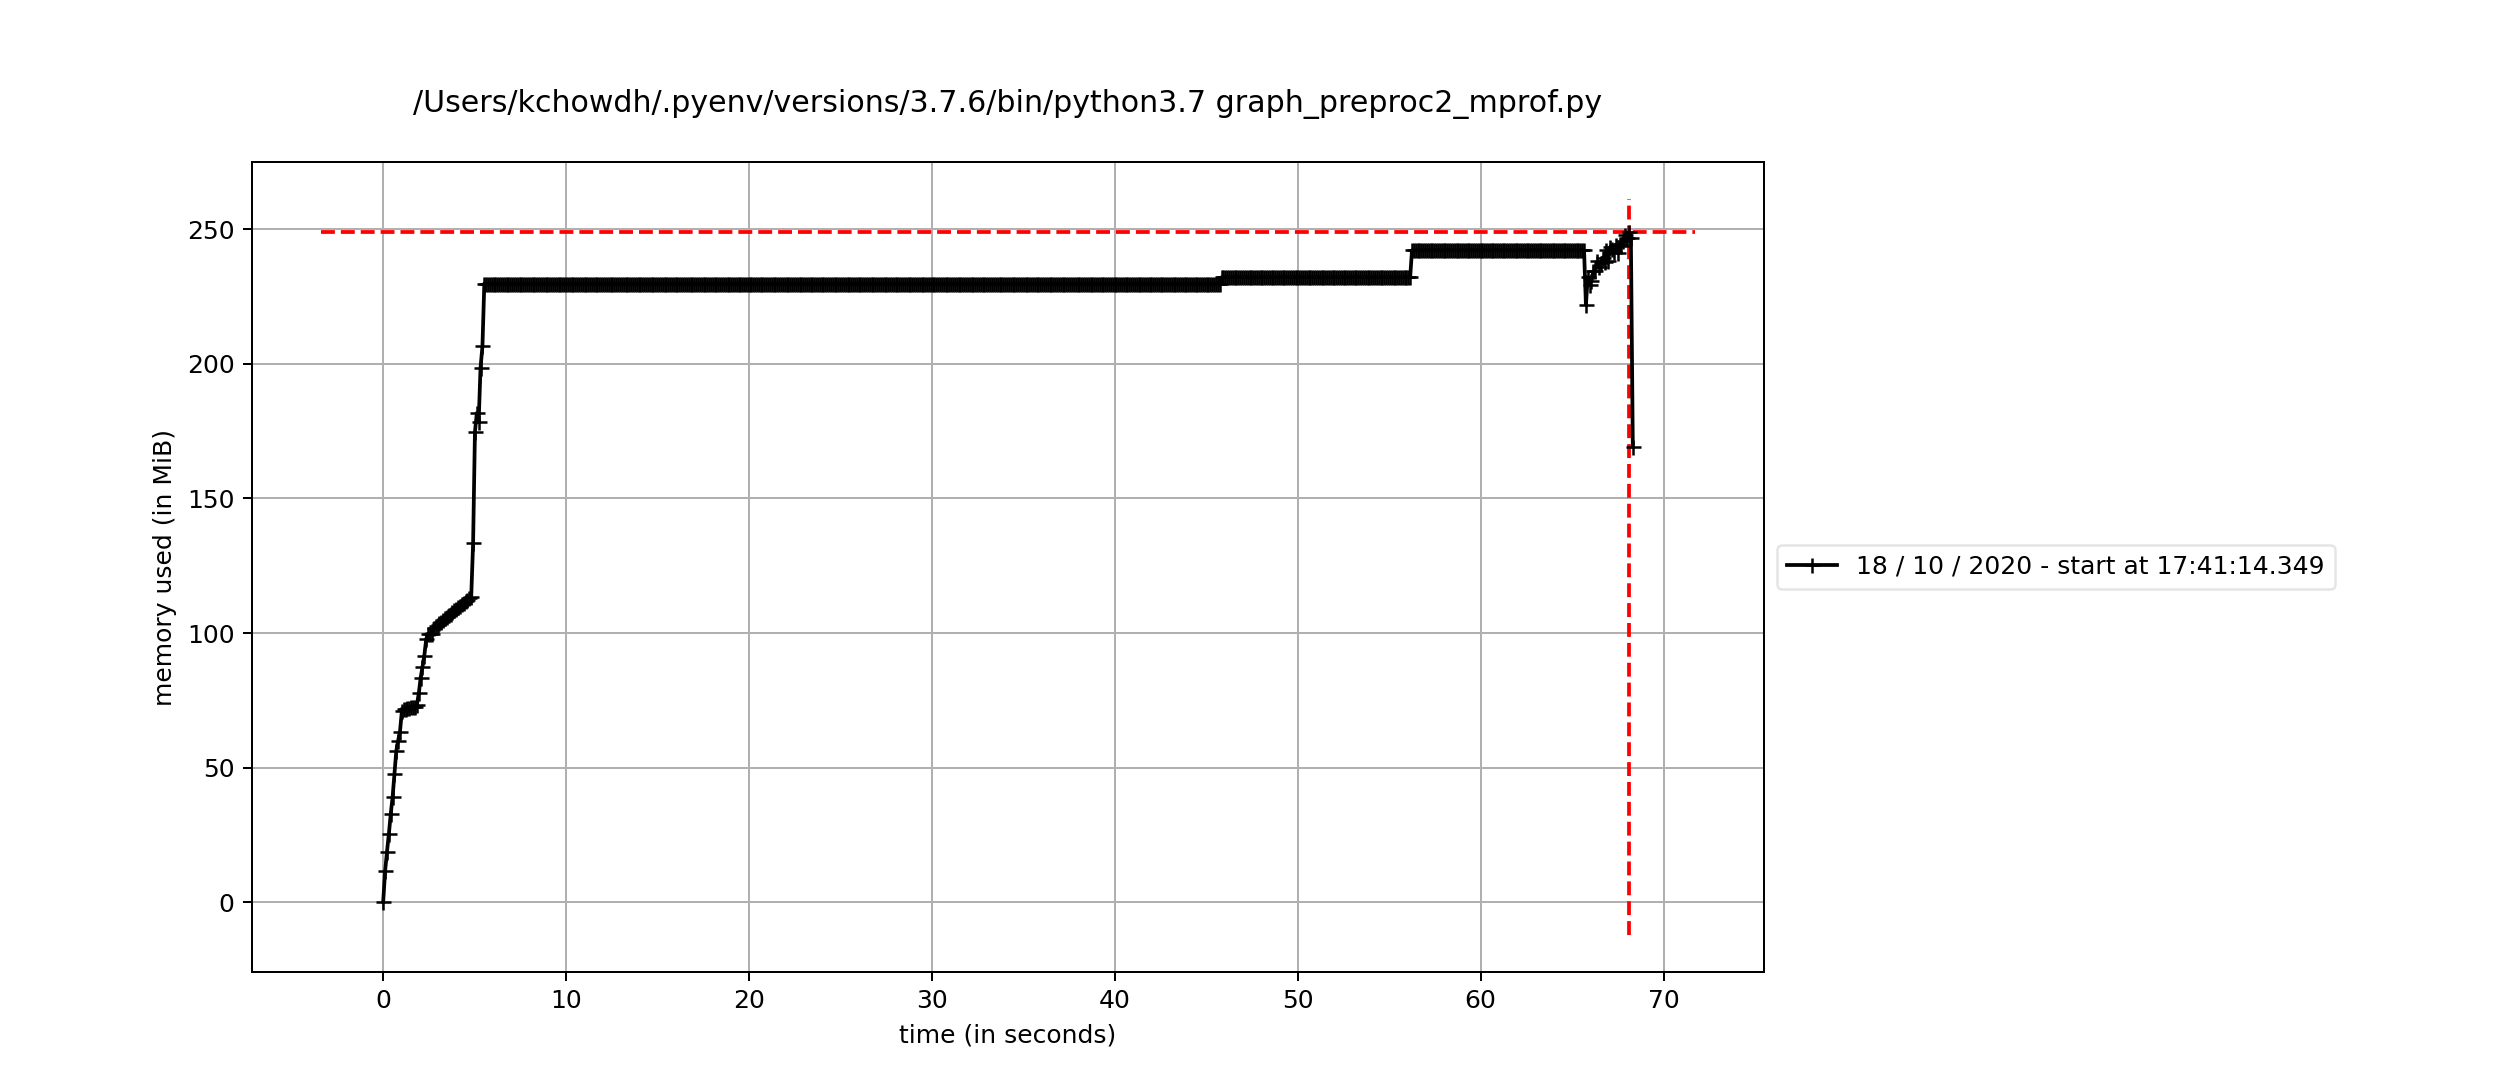 /Users/kchowdh/.pyenv/versions/3.7.6/bin/python3.7 graph_preproc2_mprof.py
250
200
150
100
50
0
memory used (in MiB)
18 / 10 / 2020 - start at 17:41:14.349
0 10 20 30 40 50 60 70
time (in seconds)